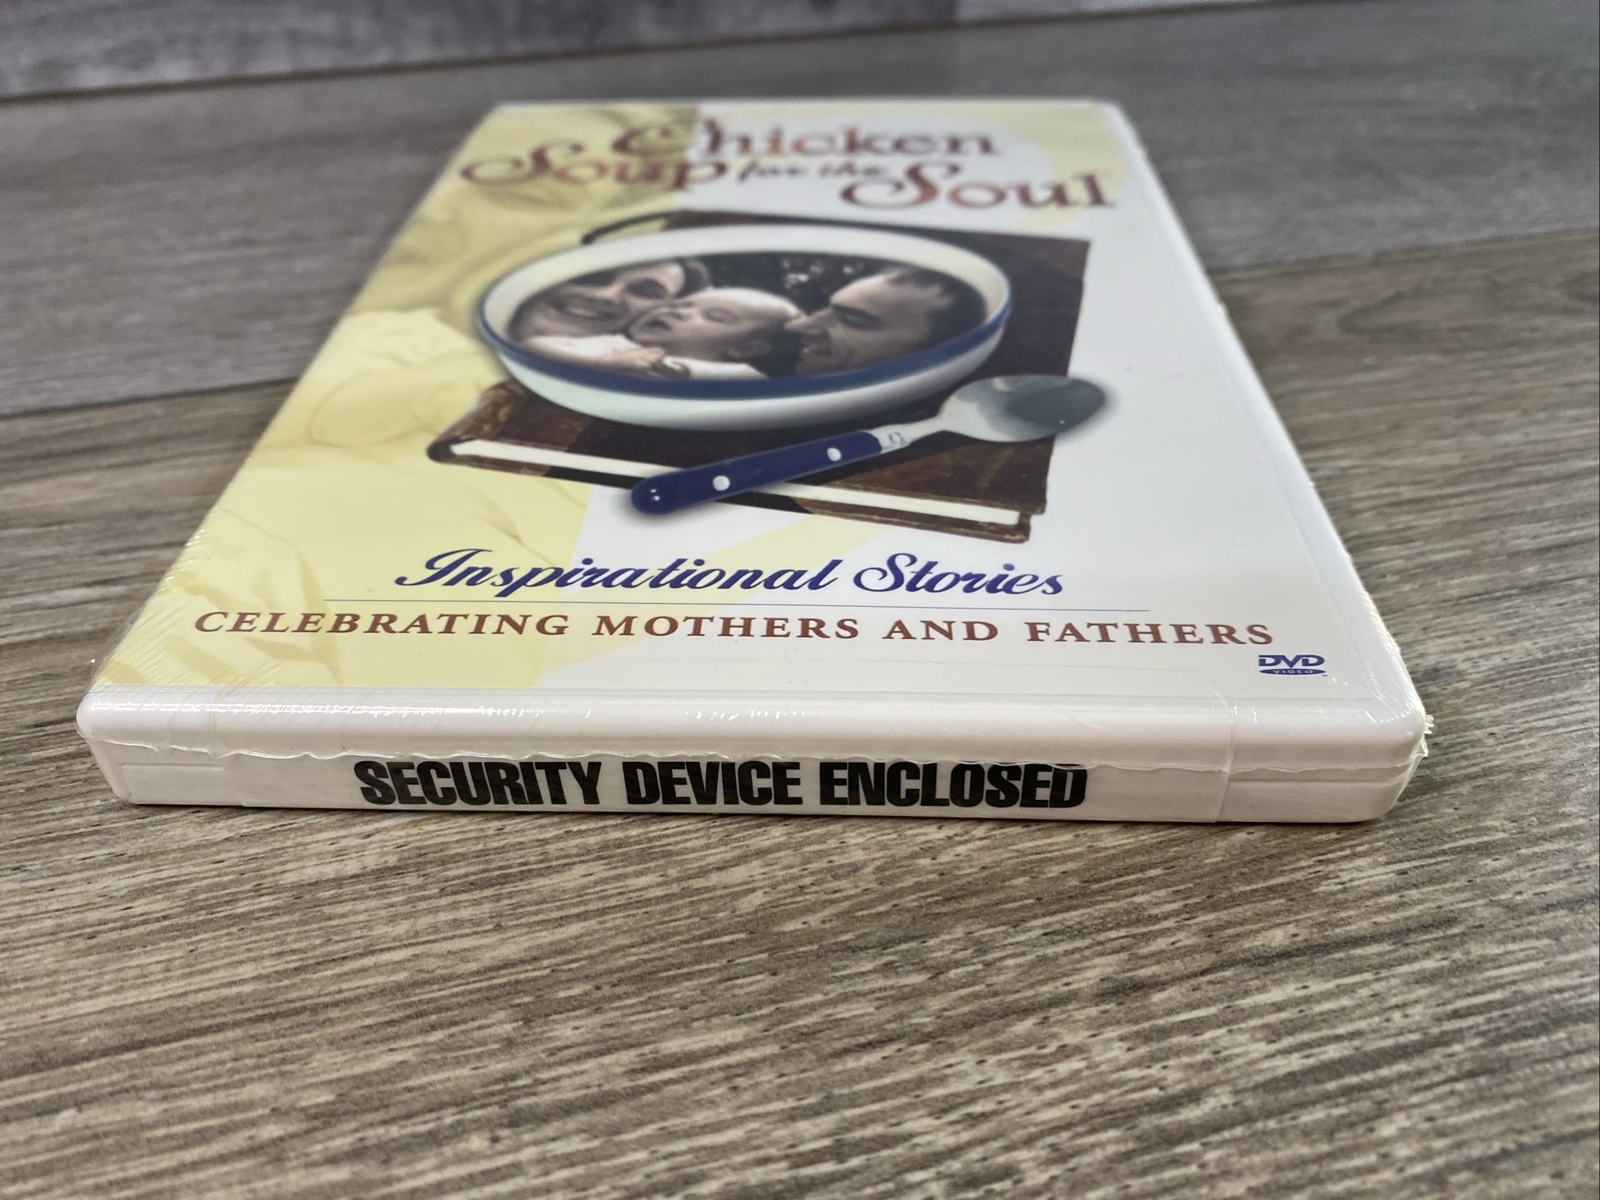 Chicken
Soup for the Soul
Inspirational Stories
CELEBRATING MOTHERS AND FATHERS
DVD
VIDEO
SECURITY DEVICE ENCLOSED